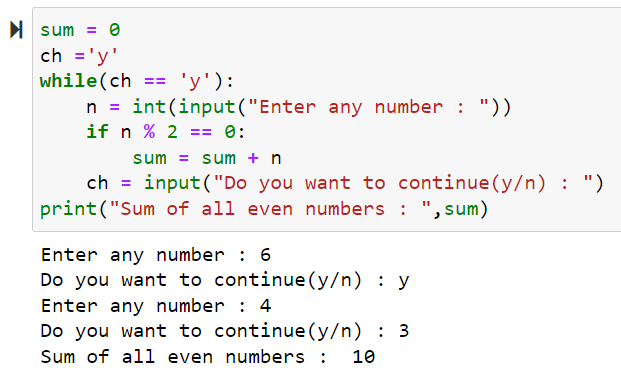 sum = 0
ch ='y'
while(ch == 'y'):
    n = int(input("Enter any number : "))
    if n % 2 == 0:
        sum = sum + n
    ch = input("Do you want to continue(y/n) : ")
print("Sum of all even numbers : ",sum)
Enter any number : 6
Do you want to continue(y/n) : y
Enter any number : 4
Do you want to continue(y/n) : 3
Sum of all even numbers :  10